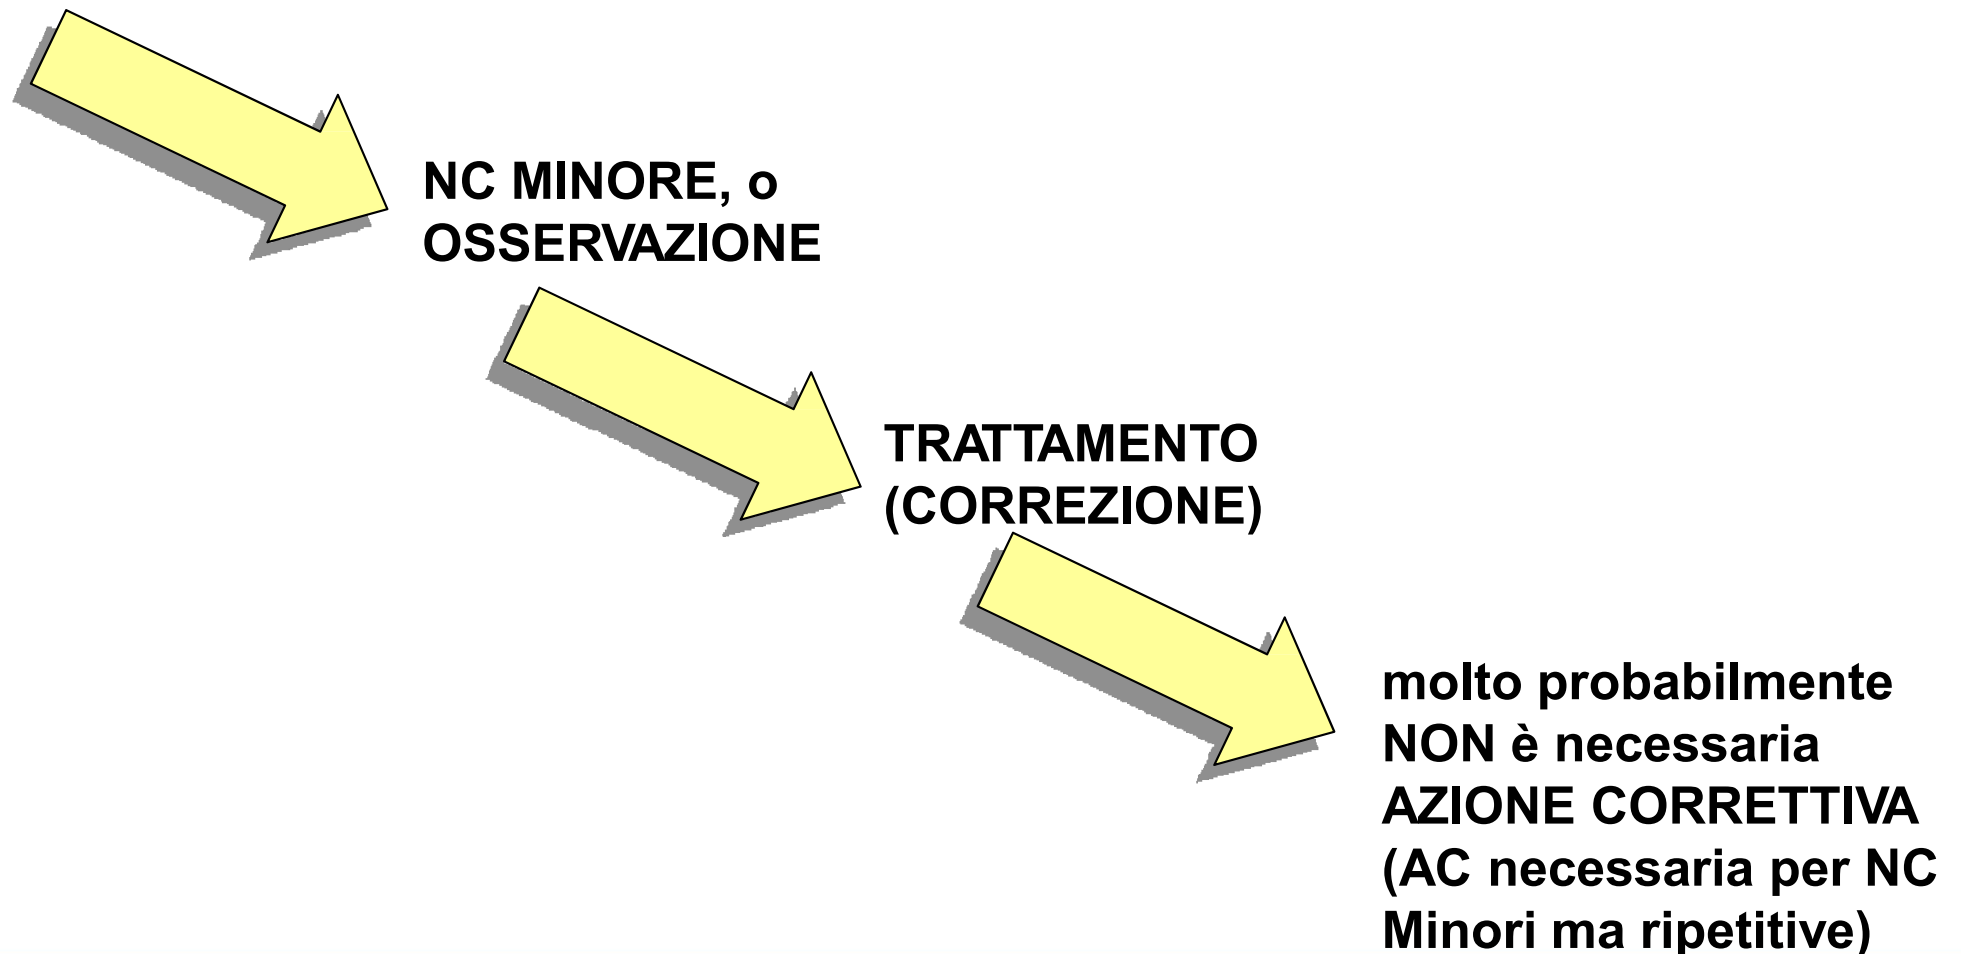 NC MINORE, o
OSSERVAZIONE
TRATTAMENTO
(CORREZIONE)
molto probabilmente
NON è necessaria
AZIONE CORRETTIVA
(AC necessaria per NC
Minori ma ripetitive)